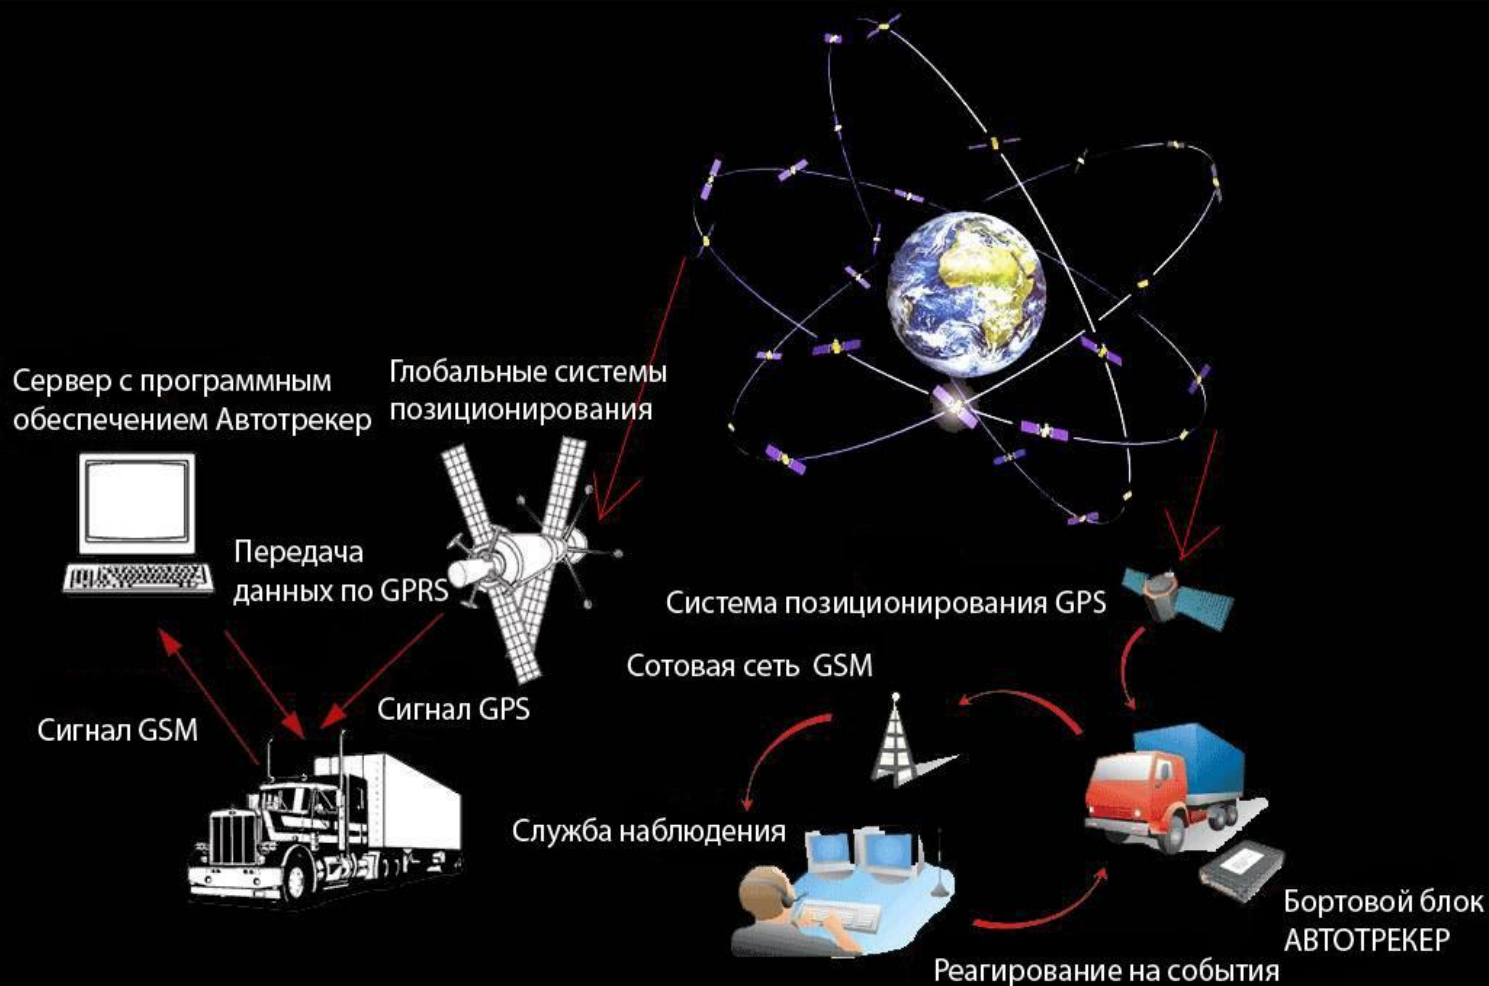 Сервер с программным
обеспечением Автотрекер
Глобальные системы
позиционирования
Передача
данных по GPRS
Сигнал GSM
Сигнал GPS
Система позиционирования GPS
Сотовая сеть GSM
Служба наблюдения
Бортовой блок
АВТОТРЕКЕР
Реагирование на события